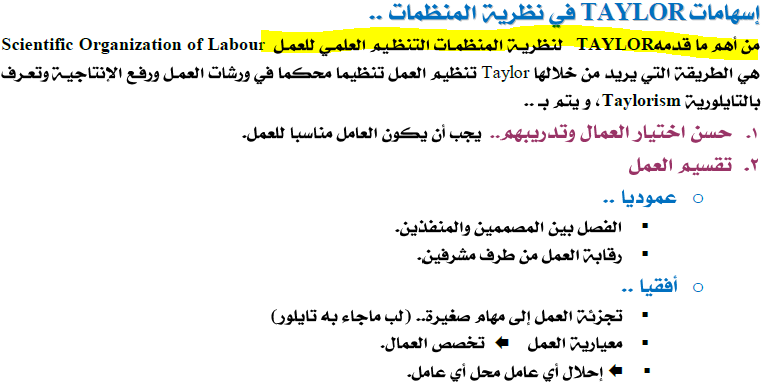 إسهامات TAYLOR في نظرية المنظمات ..
من أهم ما قدمه TAYLOR لنظرية المنظمات التنظيم العلمي للعمل Scientific Organization of Labour
هي الطريقة التي يريد من خلالها Taylor تنظيم العمل تنظيما محكما في ورشات العمل ورفع الإنتاجية وتعرف
بالتايلورية Taylorism، و يتم بـ ..
١. حسن اختيار العمال وتدريبهم.. يجب أن يكون العامل مناسبا للعمل.
٢. تقسيم العمل
o عموديا ..
▪ الفصل بين المصممين والمنفذين.
▪ رقابة العمل من طرف مشرفين.
o أفقيا ..
▪ تجزئة العمل إلى مهام صغيرة.. (لب ماجاء به تايلور)
▪ معيارية العمل ⬅ تخصص العمال.
▪ ⬅ إحلال أي عامل محل أي عامل.